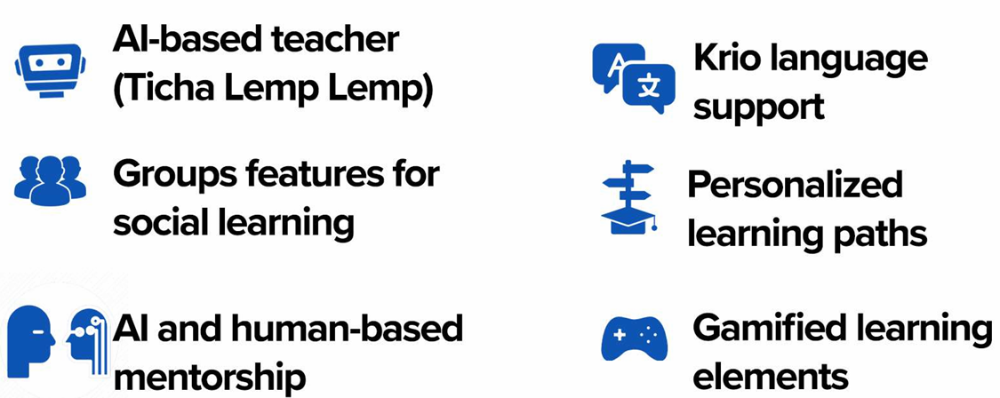 AI-based teacher
(Ticha Lemp Lemp)
Krio language
support
Groups features for
social learning
Personalized
learning paths
AI and human-based
mentorship
Gamified learning
elements
A
文